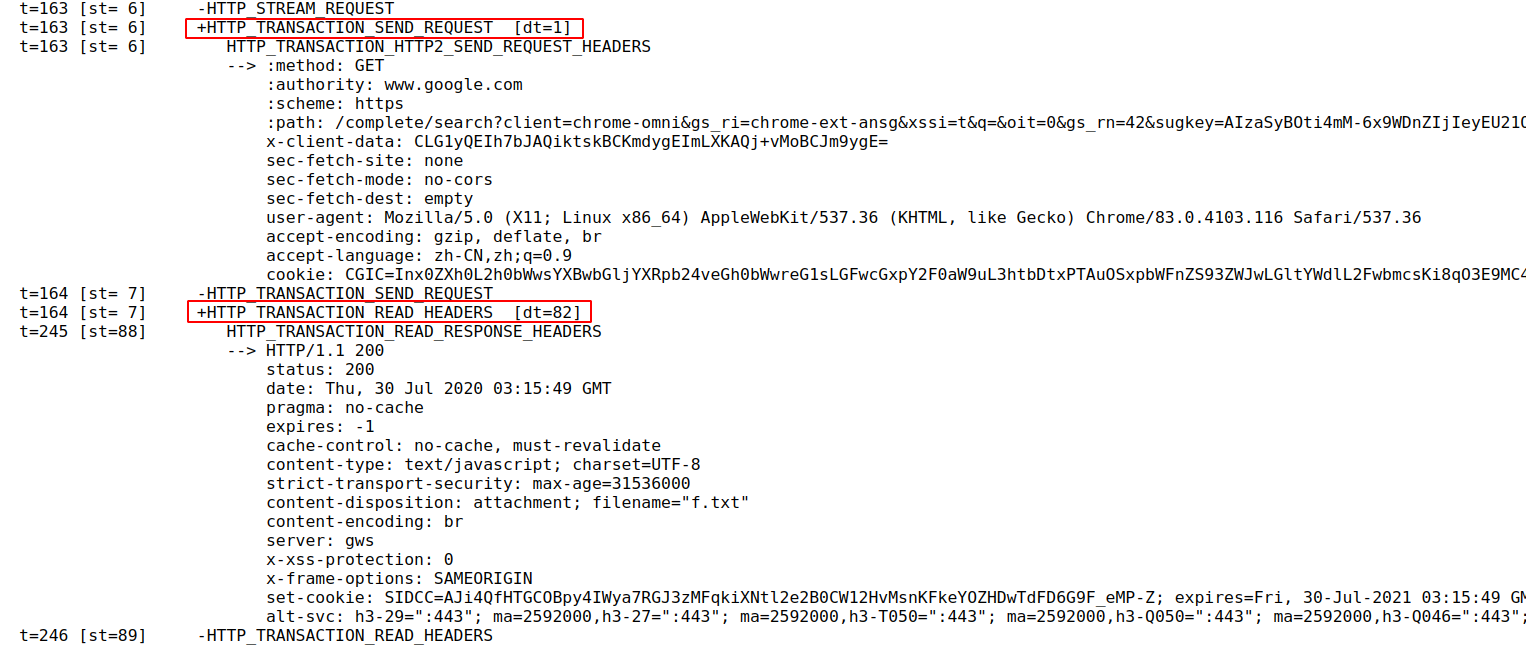 t=163 [st= 6] -HTTP_STREAM_REQUEST
t=163 [st= 6] +HTTP_TRANSACTION_SEND_REQUEST [dt=1]
t=163 [st= 6] HTTP_TRANSACTION_HTTP2_SEND_REQUEST_HEADERS
--> :method: GET
:authority: www.google.com
:scheme: https
:path: /complete/search?client=chrome-omni&gs_ri=chrome-ext-ansg&xssi=t&q=&oit=0&gs_rn=42&sugkey=AIzaSyBOti4mM-6x9WDnZIjIeyEU21O
x-client-data: CLG1yQEIh7bJAQiktskBCKmdygEImLXKAQj+vMoBCJm9ygE=
sec-fetch-site: none
sec-fetch-mode: no-cors
sec-fetch-dest: empty
user-agent: Mozilla/5.0 (X11; Linux x86_64) AppleWebKit/537.36 (KHTML, like Gecko) Chrome/83.0.4103.116 Safari/537.36
accept-encoding: gzip, deflate, br
accept-language: zh-CN,zh;q=0.9
cookie: CGIC=Inx0ZXh0L2h0bWwsYXBwbGljYXRpb24veGh0bWwreG1sLGFwcGxpY2F0aW9uL3htbDtxPTAuOSxpbWFnZS93ZWJwLGltYWdlL2FwbmcsKi8qO3E9MC4
t=164 [st= 7] -HTTP_TRANSACTION_SEND_REQUEST
t=164 [st= 7] +HTTP_TRANSACTION_READ_HEADERS [dt=82]
t=245 [st=88] HTTP_TRANSACTION_READ_RESPONSE_HEADERS
--> HTTP/1.1 200
status: 200
date: Thu, 30 Jul 2020 03:15:49 GMT
pragma: no-cache
expires: -1
cache-control: no-cache, must-revalidate
content-type: text/javascript; charset=UTF-8
strict-transport-security: max-age=31536000
content-disposition: attachment; filename="f.txt"
content-encoding: br
server: gws
x-xss-protection: 0
x-frame-options: SAMEORIGIN
set-cookie: SIDCC=AJi4QfHTGCOBpy4IWya7RGJ3zMFqkiXNtl2e2B0CW12HvMsnKFkeYOZHDwTdFD6G9F_eMP-Z; expires=Fri, 30-Jul-2021 03:15:49 GM
alt-svc: h3-29=":443"; ma=2592000,h3-27=":443"; ma=2592000,h3-T050=":443"; ma=2592000,h3-Q050=":443"; ma=2592000,h3-Q046=":443";
t=246 [st=89] -HTTP_TRANSACTION_READ_HEADERS